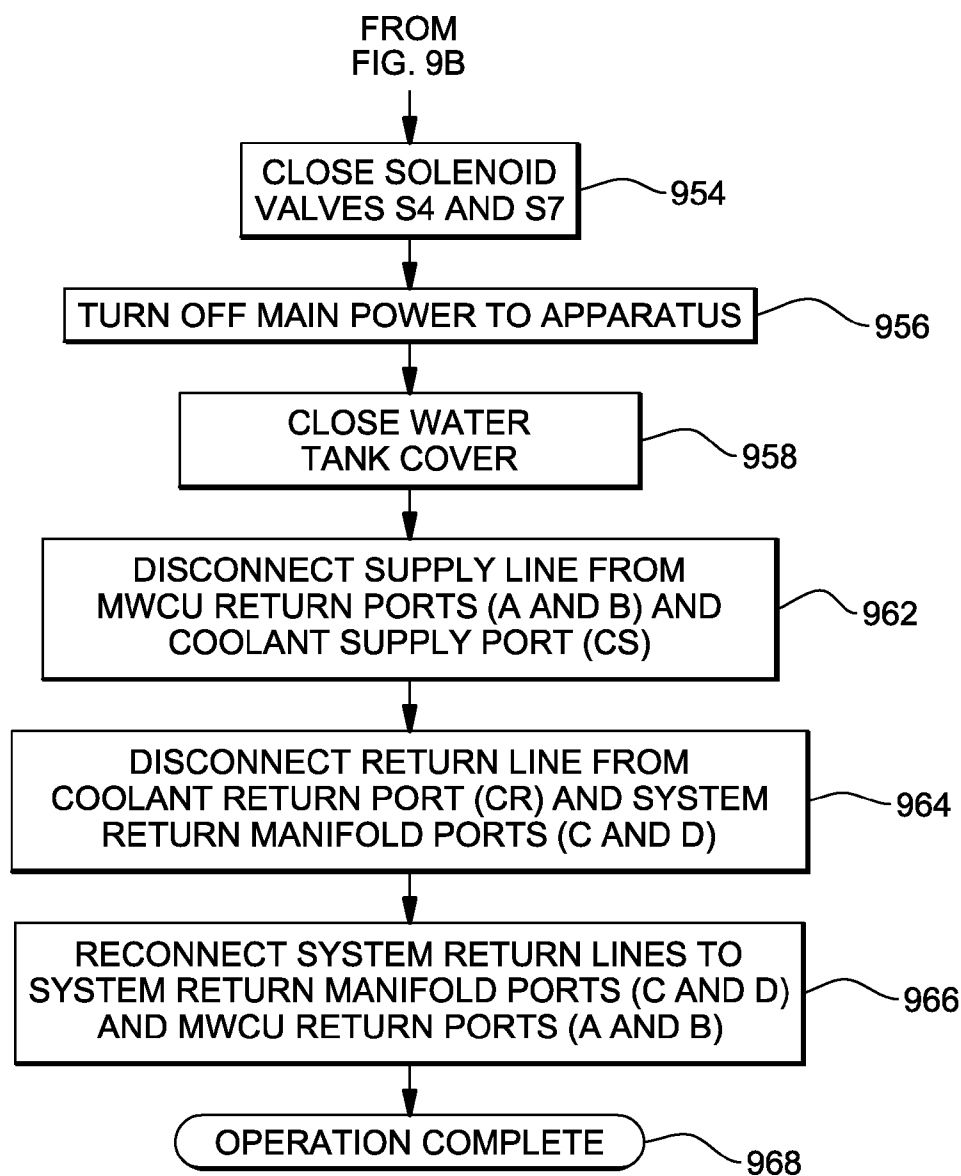 FROM
FIG. 9B
CLOSE SOLENOID
VALVES S4 AND S7
954
TURN OFF MAIN POWER TO APPARATUS
956
CLOSE WATER
TANK COVER
958
DISCONNECT SUPPLY LINE FROM
MWCU RETURN PORTS (A AND B) AND
COOLANT SUPPLY PORT (CS)
962
DISCONNECT RETURN LINE FROM
COOLANT RETURN PORT (CR) AND SYSTEM
RETURN MANIFOLD PORTS (C AND D)
964
RECONNECT SYSTEM RETURN LINES TO
SYSTEM RETURN MANIFOLD PORTS (C AND D)
AND MWCU RETURN PORTS (A AND B)
966
OPERATION COMPLETE
968